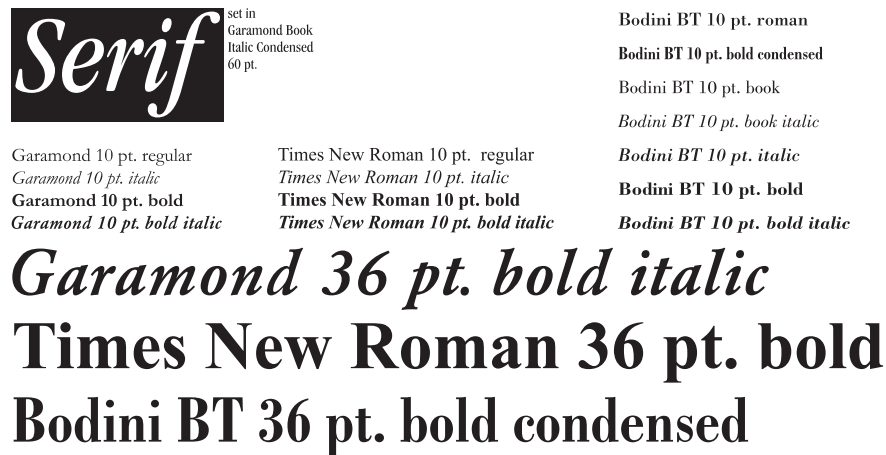 Serif
set in
Garamond Book
Italic Condensed
60 pt.
Garamond 10 pt. regular
Garamond 10 pt. italic
Garamond 10 pt. bold
Garamond 10 pt. bold italic
Times New Roman 10 pt.  regular
Times New Roman 10 pt. italic
Times New Roman 10 pt. bold
Times New Roman 10 pt. bold italic
Bodini BT 10 pt. roman
Bodini BT 10 pt. bold condensed
Bodini BT 10 pt. book
Bodini BT 10 pt. book italic
Bodini BT 10 pt. italic
Bodini BT 10 pt. bold
Bodini BT 10 pt. bold italic
Garamond 36 pt. bold italic
Times New Roman 36 pt. bold
Bodini BT 36 pt. bold condensed